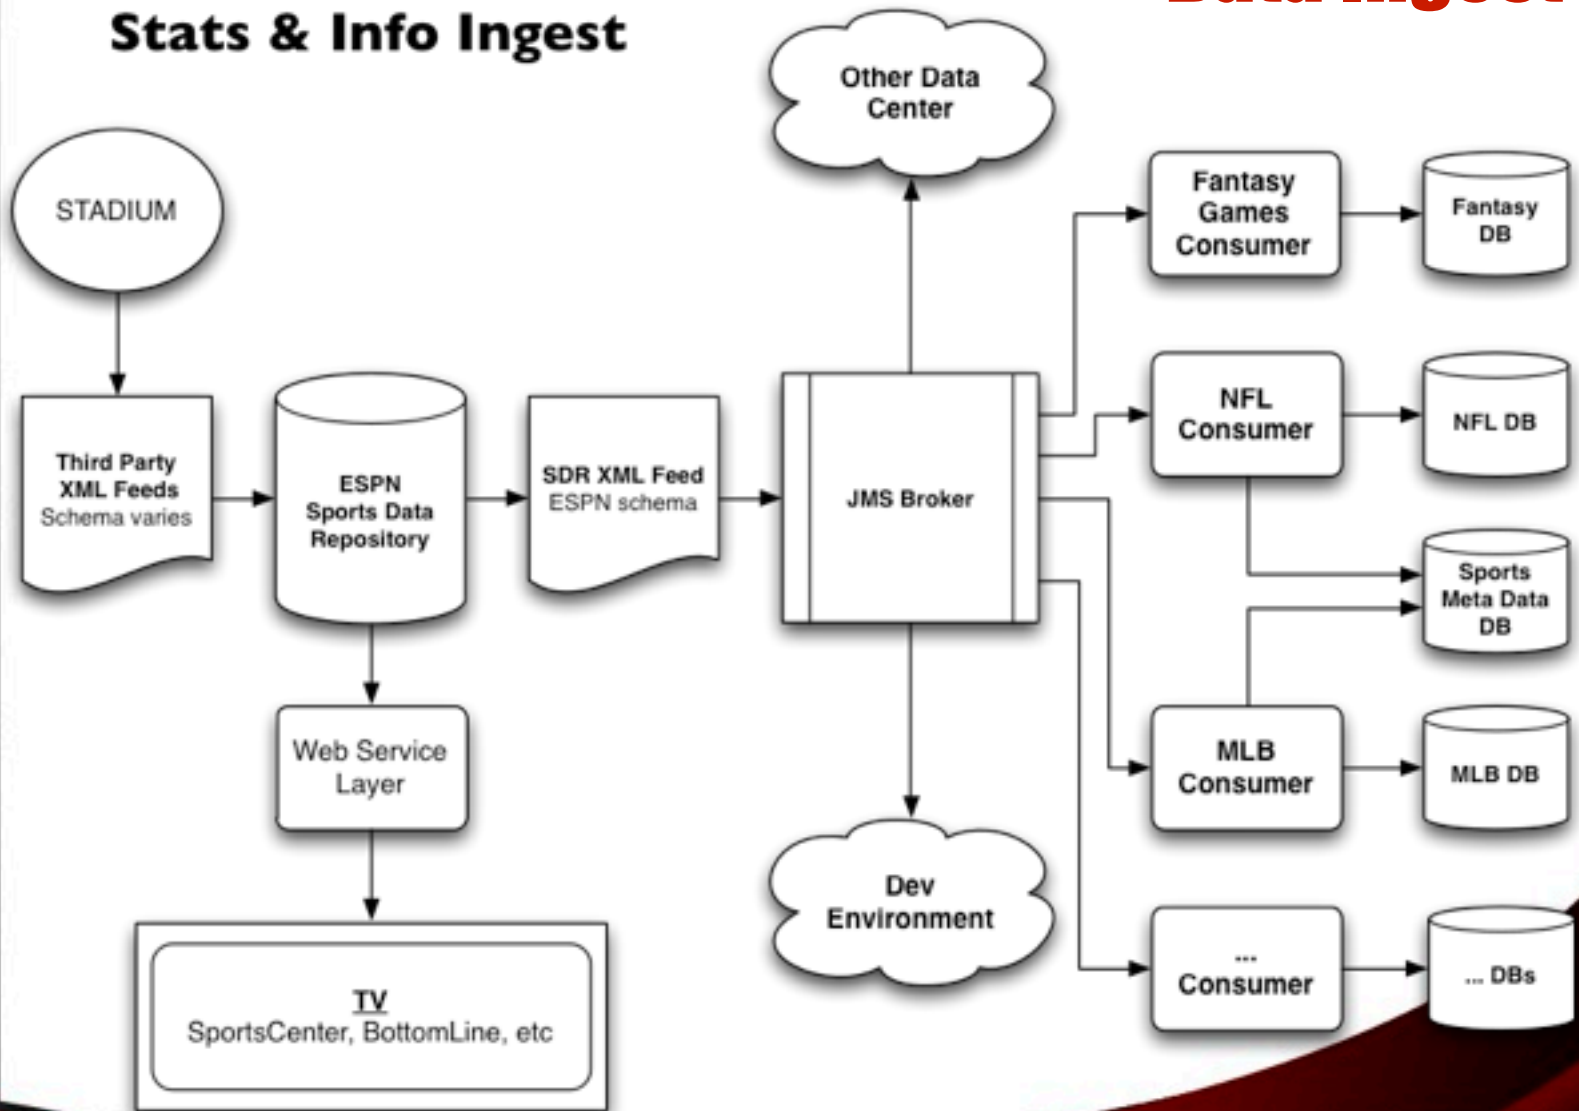 Data Ingest
Stats & Info Ingest
Other Data
Center
STADIUM
Fantasy
Games
Consumer
Fantasy
DB
NFL
Consumer
NFL DB
Third Party
XML Feeds
Schema varies
ESPN
Sports Data
Repository
SDR XML Feed
ESPN schema
JMS Broker
Sports
Meta Data
DB
Web Service
Layer
MLB
Consumer
MLB DB
Dev
Environment
...
Consumer
... DBs
TV
SportsCenter, BottomLine, etc